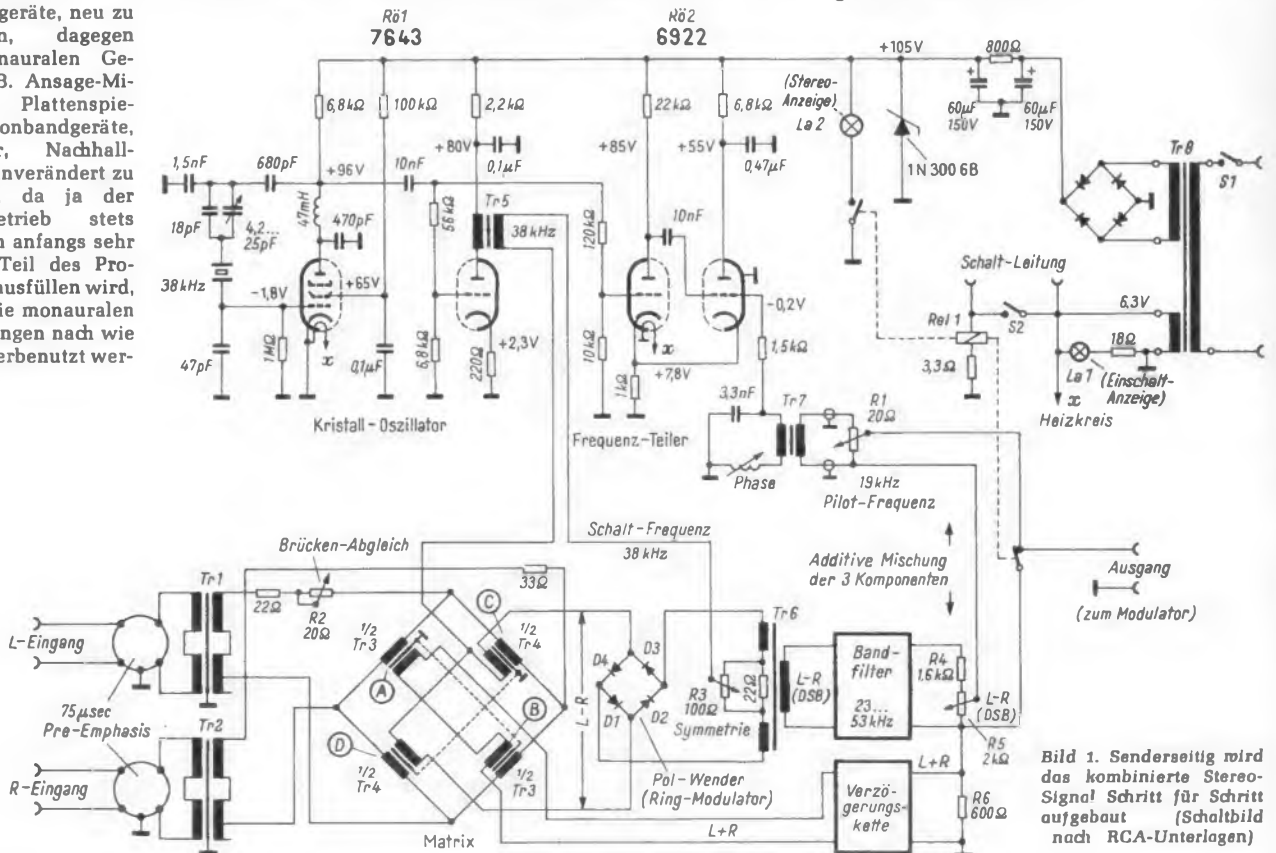 geräte, neu zu
n, dagegen
nauralen Ge-
B. Ansage-Mi-
Plattenspie-
onbandgeräte,
r, Nachhall-
nverändert zu
da ja der
etrieb stets
n anfangs sehr
Teil des Pro-
ausfüllen wird,
ie monauralen
ngen nach wie
erbenutzt wer-
Rö1
7643
Rö2
6922
+105V
800Ω
6,8kΩ
100kΩ
2,2kΩ
22kΩ
6,8kΩ
(Stereo-
Anzeige)
La2
60µF
150V
60µF
150V
1N 3006B
Tr8
S1
1,5nF
680pF
+96V
10nF
+80V
0,1µF
+85V
+55V
0,47µF
18pF
4,2...
25pF
47mH
470pF
56kΩ
Tr5
38kHz
120kΩ
10nF
38kHz
-1,8V
+65V
-0,2V
Schalt-Leitung
6,3V
S2
Rel 1
18Ω
47pF
1MΩ
x
0,1µF
6,8kΩ
220Ω
+2,3V
10kΩ
x
1kΩ
+7,8V
1,5kΩ
3,3Ω
La1
(Einschalt-
Anzeige)
x
Heizkreis
Kristall-Oszillator
Frequenz-Teiler
3,3nF
Tr7
R1
20Ω
Phase
19kHz
Pilot-Frequenz
Schalt-Frequenz
38kHz
Additive Mischung
der 3 Komponenten
Ausgang
(zum Modulator)
Brücken-Abgleich
33Ω
Tr1
22Ω
R2
20Ω
L-Eingang
75µsec
Pre-Emphasis
Tr2
R-Eingang
1/2
Tr3
A
C
1/2
Tr4
D
1/2
Tr4
B
1/2
Tr3
Matrix
L-R
D4
D3
D1
D2
Pol-Wender
(Ring-Modulator)
L+R
Tr6
R3
100Ω
22Ω
Symmetrie
L-R
(DSB)
Band-
filter
23...
53kHz
R4
1,6kΩ
L-R
(DSB)
R5
2kΩ
Verzö-
gerungs-
kette
L+R
R6
600Ω
Bild 1. Senderseitig wird
das kombinierte Stereo-
Signal Schritt für Schritt
aufgebaut (Schaltbild
nach RCA-Unterlagen)